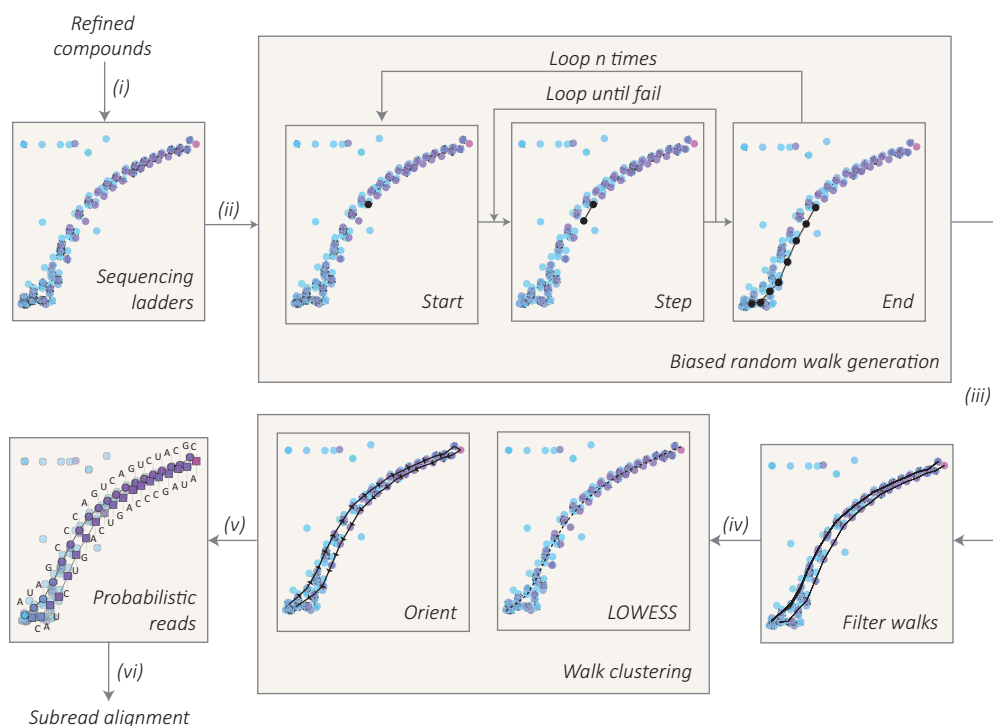 Refined
compounds
(i)
Sequencing
ladders
(ii)
Loop n times
Loop until fail
Start
Step
End
Biased random walk generation
(iii)
Filter walks
(iv)
LOWESS
Orient
Walk clustering
(v)
Probabilistic
reads
(vi)
Subread alignment